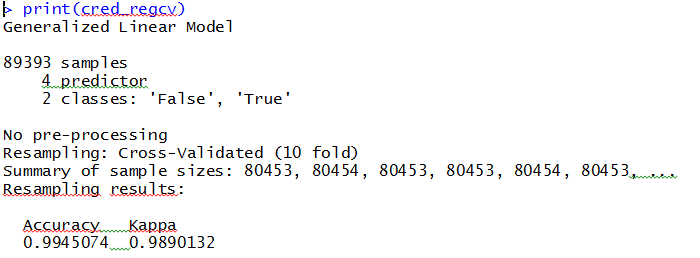 > print(cred_regcv)
Generalized Linear Model
89393 samples
4 predictor
2 classes: 'False', 'True'
No pre-processing
Resampling: Cross-Validated (10 fold)
Summary of sample sizes: 80453, 80454, 80453, 80453, 80454, 80453, ...
Resampling results:
Accuracy Kappa
0.9945074 0.9890132